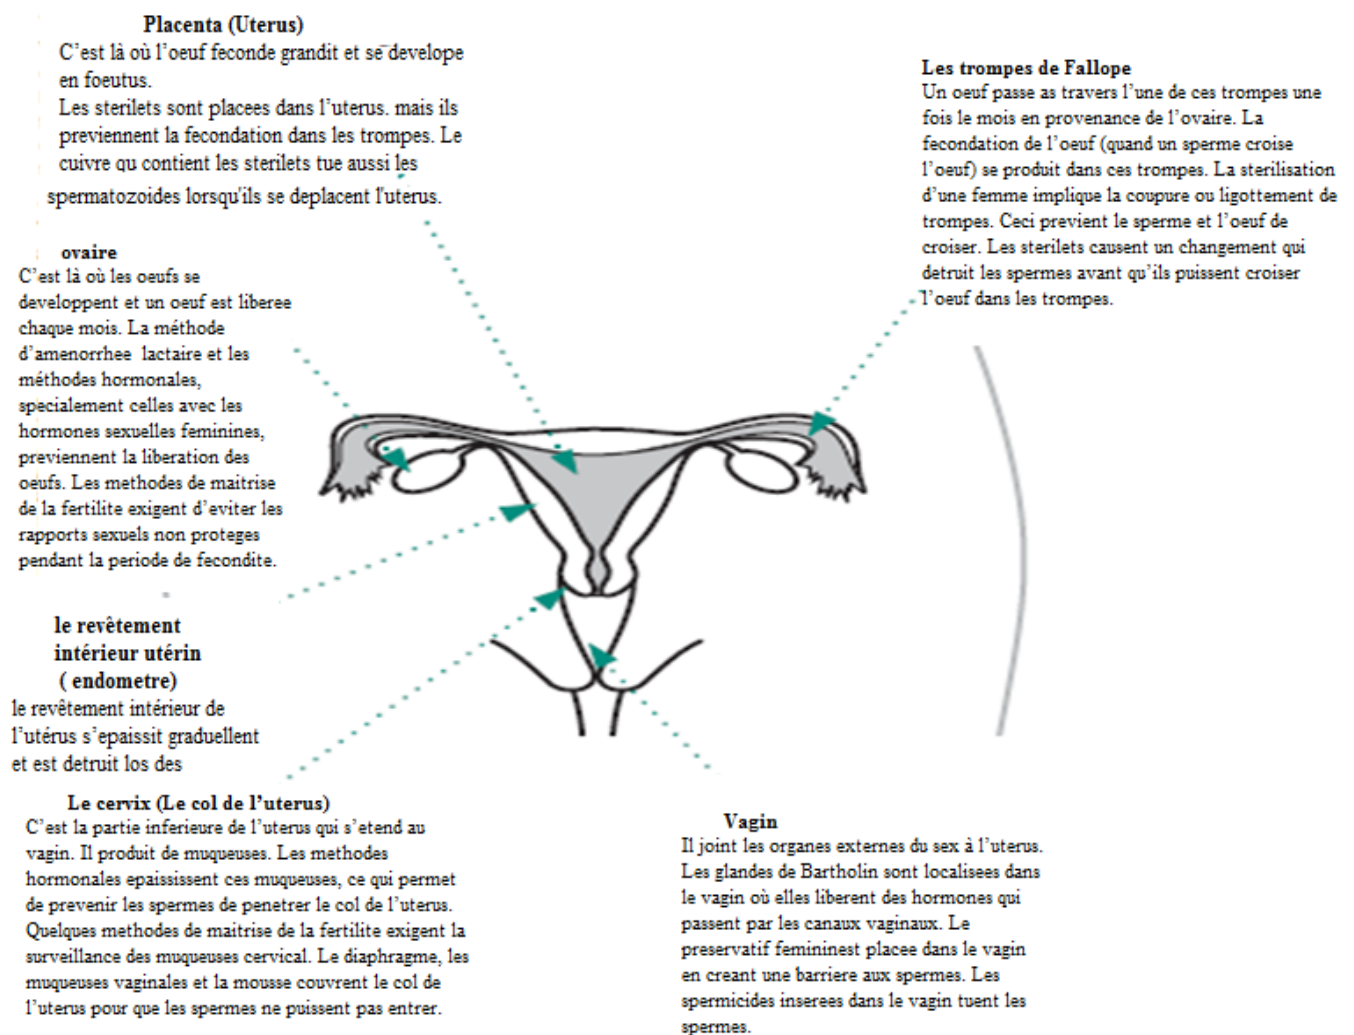 Placenta (Uterus)
C'est là où l'oeuf feconde grandit et se develope
en foeutus.
Les sterilets sont placees dans l'uterus. mais ils
previennent la fecondation dans les trompes. Le
cuivre qu contient les sterilets tue aussi les
spermatozoides lorsqu'ils se deplacent l'uterus.
ovaire
C'est là où les oeufs se
developpent et un oeuf est liberee
chaque mois. La méthode
d'amenorrhee lactaire et les
méthodes hormonales,
specialement celles avec les
hormones sexuelles feminines,
previennent la liberation des
oeufs. Les methodes de maitrise
de la fertilite exigent d'eviter les
rapports sexuels non proteges
pendant la periode de fecondite.
le revêtement
intérieur utérin
( endometre)
le revêtement intérieur de
l'utérus s'epaissit graduellent
et est detruit los des
Le cervix (Le col de l'uterus)
C'est la partie inferieure de l'uterus qui s'etend au
vagin. Il produit de muqueuses. Les methodes
hormonales epaississent ces muqueuses, ce qui permet
de prevenir les spermes de penetrer le col de l'uterus.
Quelques methodes de maitrise de la fertilite exigent la
surveillance des muqueuses cervical. Le diaphragme, les
muqueuses vaginales et la mousse couvrent le col de
l'uterus pour que les spermes ne puissent pas entrer.
Les trompes de Fallope
Un oeuf passe as travers l'une de ces trompes une
fois le mois en provenance de l'ovaire. La
fecondation de l'oeuf (quand un sperme croise
l'oeuf) se produit dans ces trompes. La sterilisation
d'une femme implique la coupure ou ligottement de
trompes. Ceci previent le sperme et l'oeuf de
croiser. Les sterilets causent un changement qui
detruit les spermes avant qu'ils puissent croiser
l'oeuf dans les trompes.
Vagin
Il joint les organes externes du sex à l'uterus.
Les glandes de Bartholin sont localisees dans
le vagin où elles liberent des hormones qui
passent par les canaux vaginaux. Le
preservatif femininest placee dans le vagin
en creant une barriere aux spermes. Les
spermicides inserees dans le vagin tuent les
spermes.